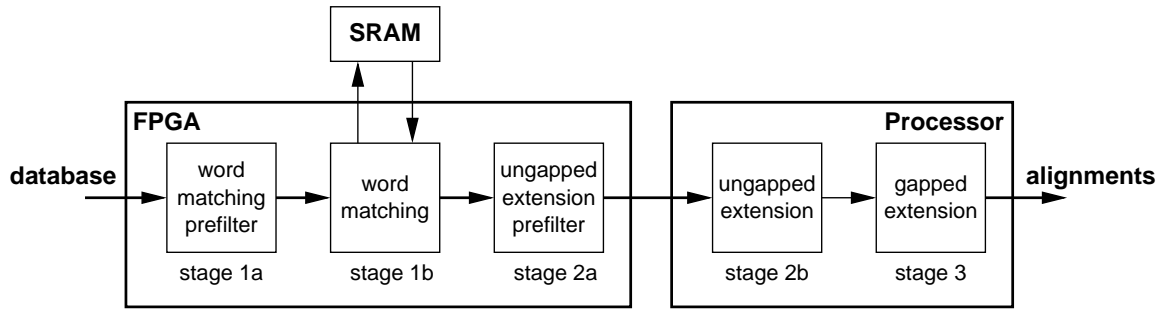 SRAM
FPGA
Processor
database
word
matching
prefilter
word
matching
ungapped
extension
prefilter
ungapped
extension
gapped
extension
alignments
stage 1a
stage 1b
stage 2a
stage 2b
stage 3